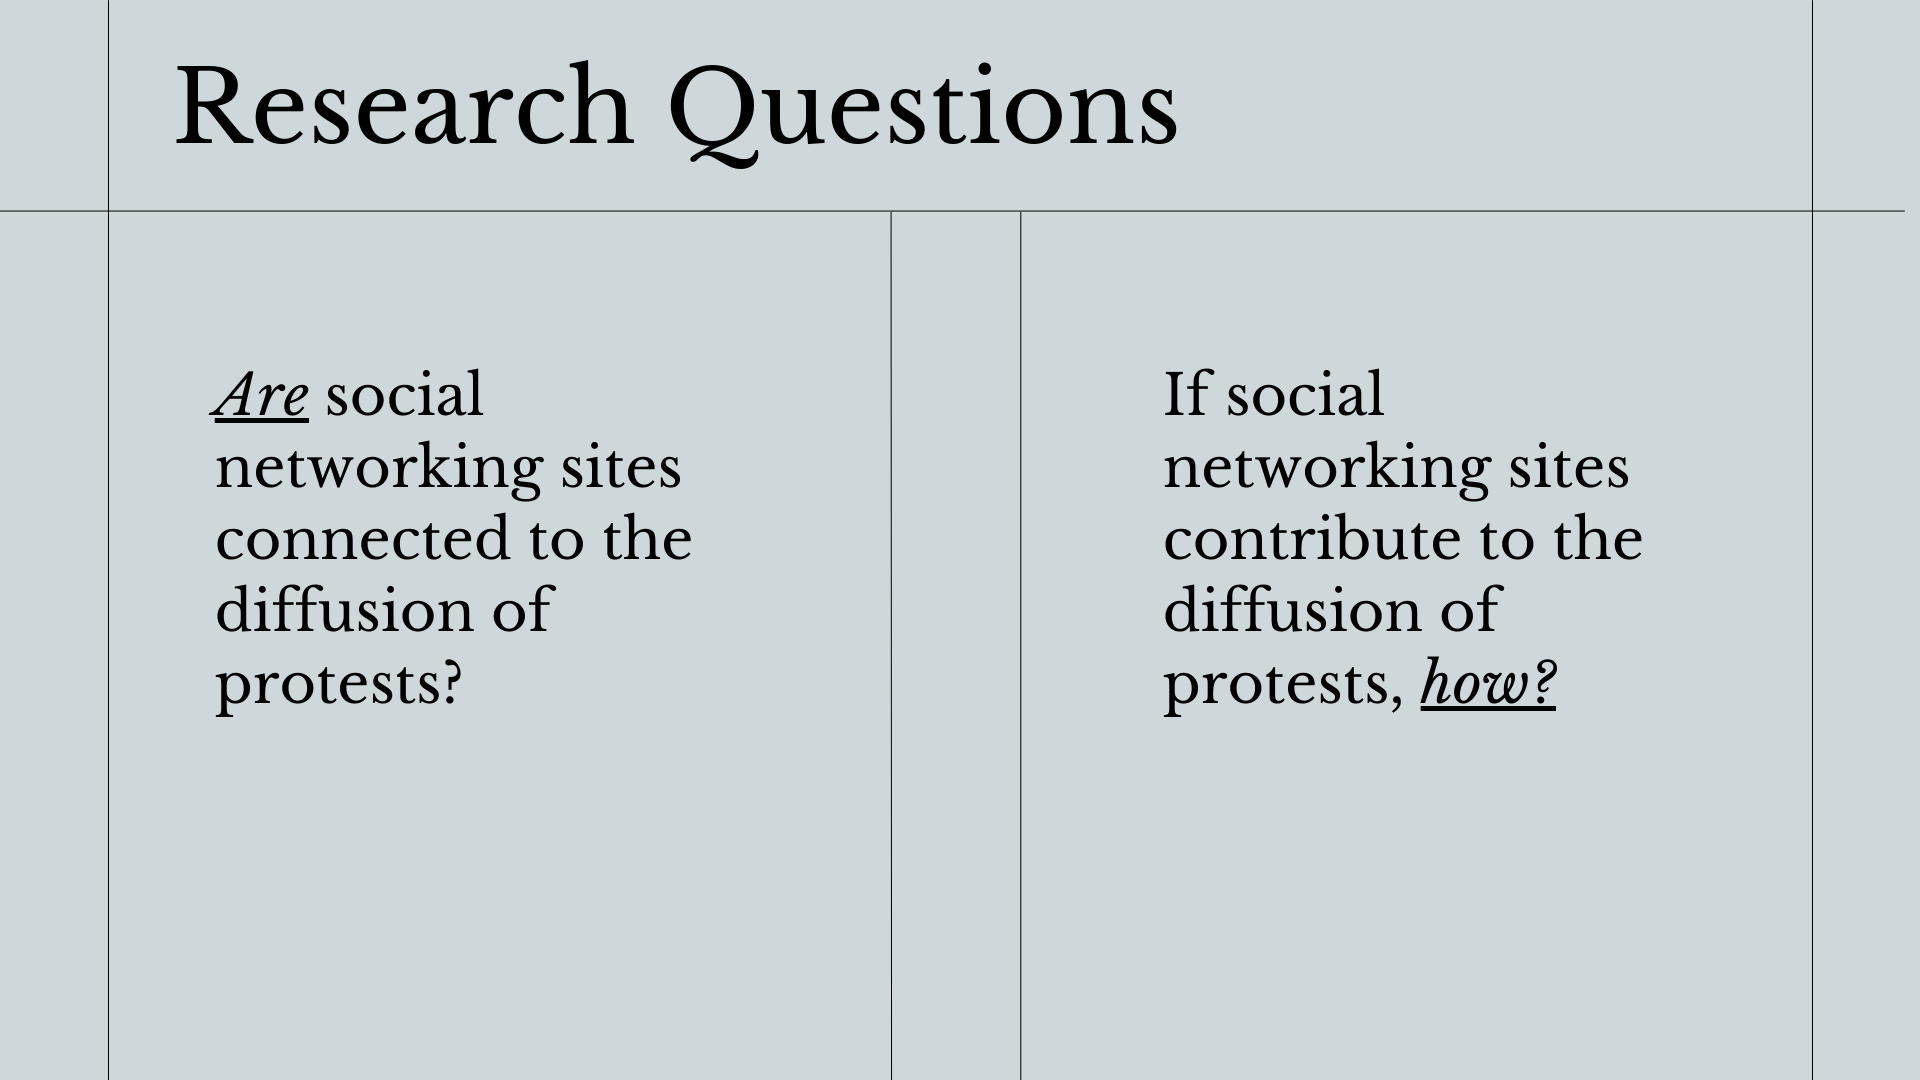 Research Questions
Are social
networking sites
connected to the
diffusion of
protests?
If social
networking sites
contribute to the
diffusion of
protests, how?